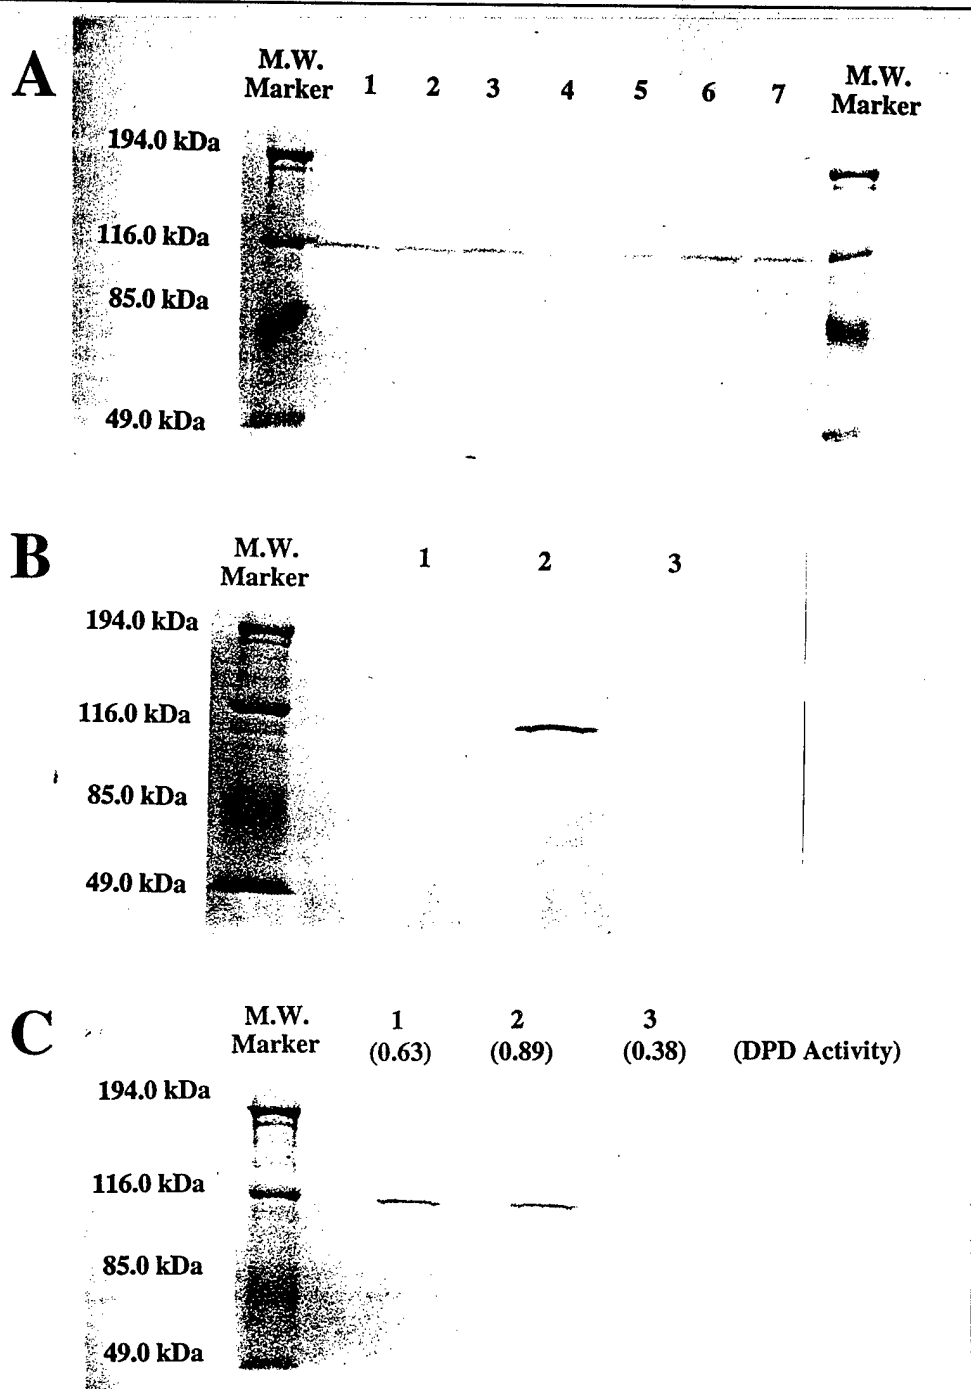 A
M.W.
Marker 1 2 3 4 5 6 7 M.W.
Marker
194.0 kDa
116.0 kDa
85.0 kDa
49.0 kDa
B
M.W.
Marker 1 2 3
194.0 kDa
116.0 kDa
85.0 kDa
49.0 kDa
C
M.W. 1 2 3
Marker (0.63) (0.89) (0.38) (DPD Activity)
194.0 kDa
116.0 kDa
85.0 kDa
49.0 kDa